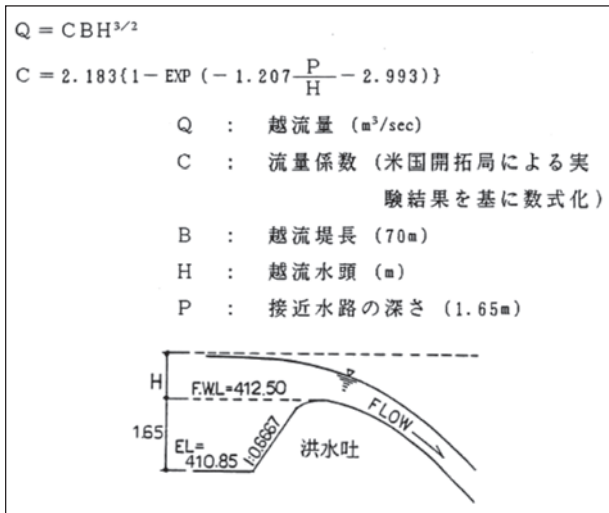 Q = CBH³/²
C = 2.183{1 − EXP (− 1.207 P/H − 2.993)}
Q : 越流量 (m³/sec)
C : 流量係数 (米国開拓局による実
験結果を基に数式化)
B : 越流堤長 (70m)
H : 越流水頭 (m)
P : 接近水路の深さ (1.65m)
H
F.W.L=412.50
FLOW
1.65
EL=
410.85
1:0.6667
洪水吐